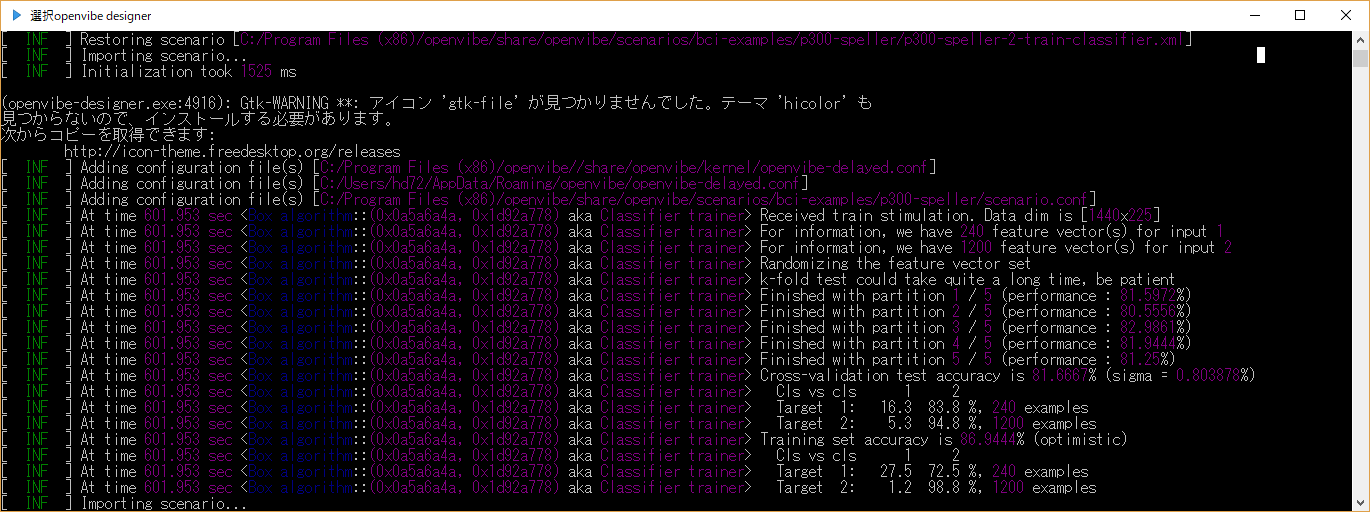 選択openvibe designer
[  INF  ] Restoring scenario [C:/Program Files (x86)/openvibe/share/openvibe/scenarios/bci-examples/p300-speller/p300-speller-2-train-classifier.xml]
[  INF  ] Importing scenario...
[  INF  ] Initialization took 1525 ms
(openvibe-designer.exe:4916): Gtk-WARNING **: アイコン 'gtk-file' が見つかりませんでした。テーマ 'hicolor' も
見つからないので、インストールする必要があります。
次からコピーを取得できます:
http://icon-theme.freedesktop.org/releases
[  INF  ] Adding configuration file(s) [C:/Program Files (x86)/openvibe//share/openvibe/kernel/openvibe-delayed.conf]
[  INF  ] Adding configuration file(s) [C:/Users/hd72/AppData/Roaming/openvibe/openvibe-delayed.conf]
[  INF  ] Adding configuration file(s) [C:/Program Files (x86)/openvibe/share/openvibe/scenarios/bci-examples/p300-speller/scenario.conf]
[  INF  ] At time 601.953 sec <Box algorithm::(0x0a5a6a4a, 0x1d92a778) aka Classifier trainer> Received train stimulation. Data dim is [1440x225]
[  INF  ] At time 601.953 sec <Box algorithm::(0x0a5a6a4a, 0x1d92a778) aka Classifier trainer> For information, we have 240 feature vector(s) for input 1
[  INF  ] At time 601.953 sec <Box algorithm::(0x0a5a6a4a, 0x1d92a778) aka Classifier trainer> For information, we have 1200 feature vector(s) for input 2
[  INF  ] At time 601.953 sec <Box algorithm::(0x0a5a6a4a, 0x1d92a778) aka Classifier trainer> Randomizing the feature vector set
[  INF  ] At time 601.953 sec <Box algorithm::(0x0a5a6a4a, 0x1d92a778) aka Classifier trainer> k-fold test could take quite a long time, be patient
[  INF  ] At time 601.953 sec <Box algorithm::(0x0a5a6a4a, 0x1d92a778) aka Classifier trainer> Finished with partition 1 / 5 (performance : 81.5972%)
[  INF  ] At time 601.953 sec <Box algorithm::(0x0a5a6a4a, 0x1d92a778) aka Classifier trainer> Finished with partition 2 / 5 (performance : 80.5556%)
[  INF  ] At time 601.953 sec <Box algorithm::(0x0a5a6a4a, 0x1d92a778) aka Classifier trainer> Finished with partition 3 / 5 (performance : 82.9861%)
[  INF  ] At time 601.953 sec <Box algorithm::(0x0a5a6a4a, 0x1d92a778) aka Classifier trainer> Finished with partition 4 / 5 (performance : 81.9444%)
[  INF  ] At time 601.953 sec <Box algorithm::(0x0a5a6a4a, 0x1d92a778) aka Classifier trainer> Finished with partition 5 / 5 (performance : 81.25%)
[  INF  ] At time 601.953 sec <Box algorithm::(0x0a5a6a4a, 0x1d92a778) aka Classifier trainer> Cross-validation test accuracy is 81.6667% (sigma = 0.803878%)
[  INF  ] At time 601.953 sec <Box algorithm::(0x0a5a6a4a, 0x1d92a778) aka Classifier trainer>   Cls vs cls      1     2
[  INF  ] At time 601.953 sec <Box algorithm::(0x0a5a6a4a, 0x1d92a778) aka Classifier trainer>   Target  1:   16.3  83.8 %, 240 examples
[  INF  ] At time 601.953 sec <Box algorithm::(0x0a5a6a4a, 0x1d92a778) aka Classifier trainer>   Target  2:    5.3  94.8 %, 1200 examples
[  INF  ] At time 601.953 sec <Box algorithm::(0x0a5a6a4a, 0x1d92a778) aka Classifier trainer> Training set accuracy is 86.9444% (optimistic)
[  INF  ] At time 601.953 sec <Box algorithm::(0x0a5a6a4a, 0x1d92a778) aka Classifier trainer>   Cls vs cls      1     2
[  INF  ] At time 601.953 sec <Box algorithm::(0x0a5a6a4a, 0x1d92a778) aka Classifier trainer>   Target  1:   27.5  72.5 %, 240 examples
[  INF  ] At time 601.953 sec <Box algorithm::(0x0a5a6a4a, 0x1d92a778) aka Classifier trainer>   Target  2:    1.2  98.8 %, 1200 examples
[  INF  ] Importing scenario...